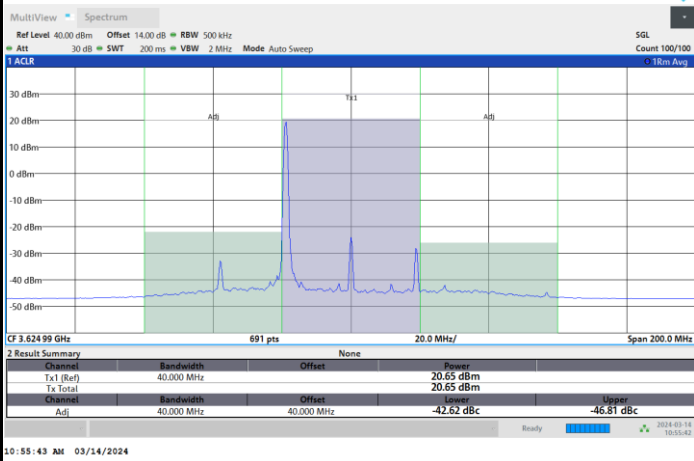 MultiView Spectrum
Ref Level 40.00 dBm Offset 14.00 dB RBW 500 kHz SGL
Att 30 dB SWT 200 ms VBW 2 MHz Mode Auto Sweep Count 100/100
1 ACLR 1Rm Avg
30 dBm
Tx1
20 dBm
Adj Adj
10 dBm
0 dBm
-10 dBm
-20 dBm
-30 dBm
-40 dBm
-50 dBm
CF 3.62499 GHz 691 pts 20.0 MHz/ Span 200.0 MHz
2 Result Summary None
Channel Bandwidth Offset Power
Tx1 (Ref) 40.000 MHz 20.65 dBm
Tx Total 20.65 dBm
Channel Bandwidth Offset Lower Upper
Adj 40.000 MHz 40.000 MHz -42.62 dBc -46.81 dBc
Ready 2024-03-14
10:55:42
10:55:43 AM 03/14/2024